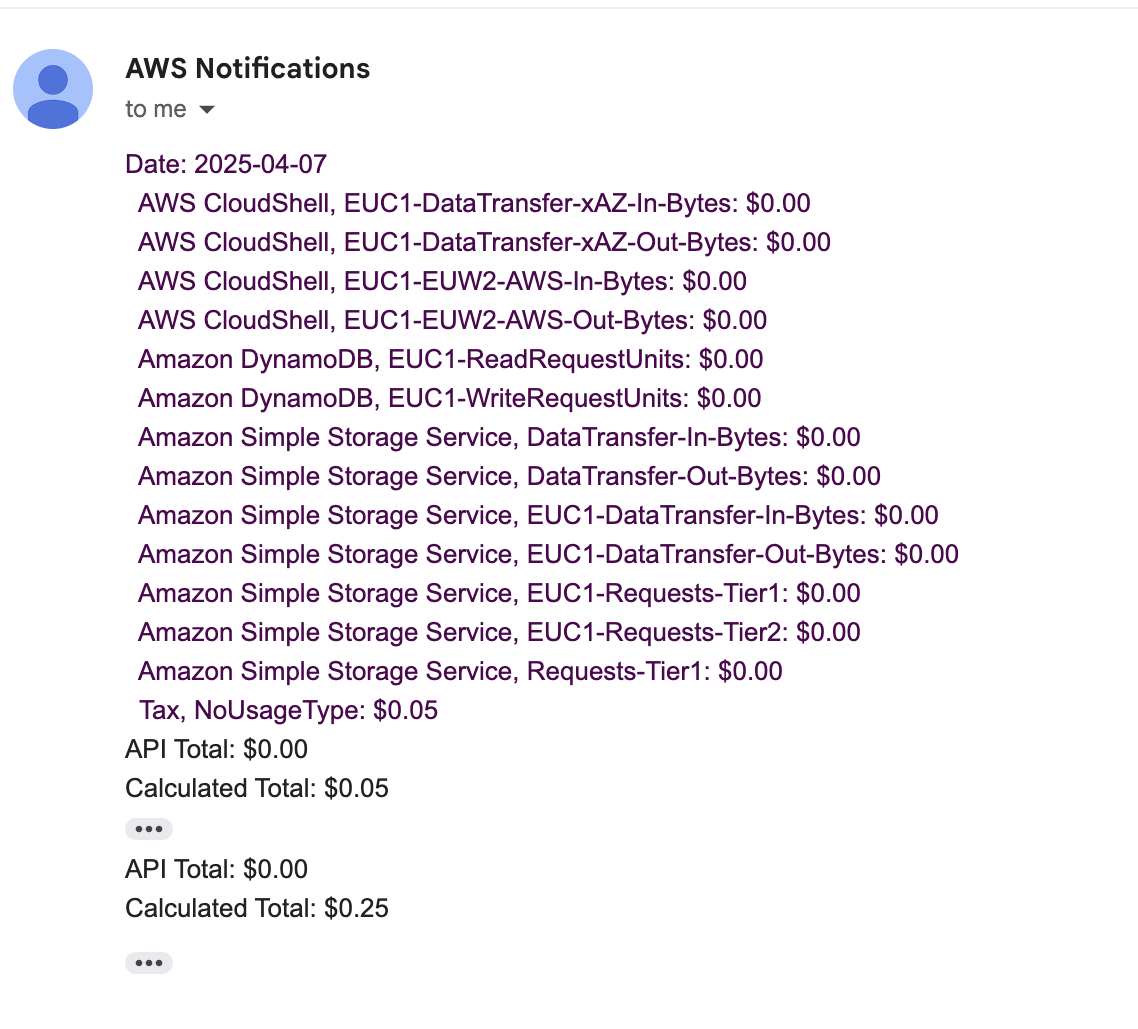 AWS Notifications
to me
Date: 2025-04-07
AWS CloudShell, EUC1-DataTransfer-xAZ-In-Bytes: $0.00
AWS CloudShell, EUC1-DataTransfer-xAZ-Out-Bytes: $0.00
AWS CloudShell, EUC1-EUW2-AWS-In-Bytes: $0.00
AWS CloudShell, EUC1-EUW2-AWS-Out-Bytes: $0.00
Amazon DynamoDB, EUC1-ReadRequestUnits: $0.00
Amazon DynamoDB, EUC1-WriteRequestUnits: $0.00
Amazon Simple Storage Service, DataTransfer-In-Bytes: $0.00
Amazon Simple Storage Service, DataTransfer-Out-Bytes: $0.00
Amazon Simple Storage Service, EUC1-DataTransfer-In-Bytes: $0.00
Amazon Simple Storage Service, EUC1-DataTransfer-Out-Bytes: $0.00
Amazon Simple Storage Service, EUC1-Requests-Tier1: $0.00
Amazon Simple Storage Service, EUC1-Requests-Tier2: $0.00
Amazon Simple Storage Service, Requests-Tier1: $0.00
Tax, NoUsageType: $0.05
API Total: $0.00
Calculated Total: $0.05
API Total: $0.00
Calculated Total: $0.25